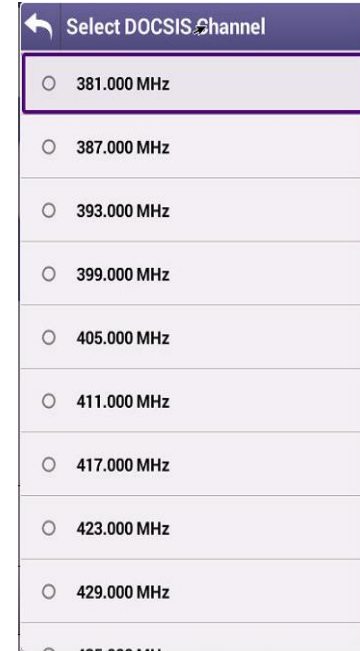 Select DOCSIS Channel
381.000 MHz
387.000 MHz
393.000 MHz
399.000 MHz
405.000 MHz
411.000 MHz
417.000 MHz
423.000 MHz
429.000 MHz